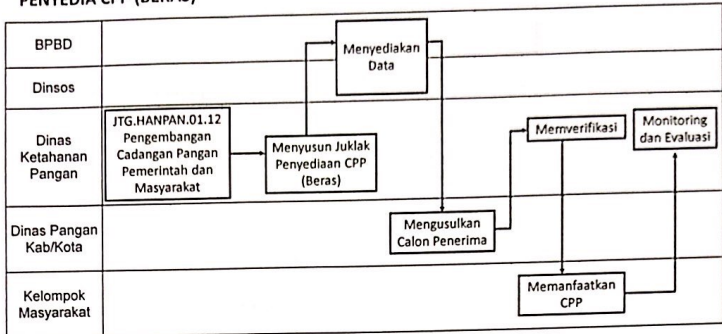 PENYEDIA CPP (BERAS)
BPBD
Menyediakan
Data
Dinsos
Dinas
Ketahanan
Pangan
JTG.HANPAN.01.12
Pengembangan
Cadangan Pangan
Pemerintah dan
Masyarakat
Menyusun Juklak
Penyediaan CPP
(Beras)
Memverifikasi
Monitoring
dan Evaluasi
Dinas Pangan
Kab/Kota
Mengusulkan
Calon Penerima
Kelompok
Masyarakat
Memanfaatkan
CPP